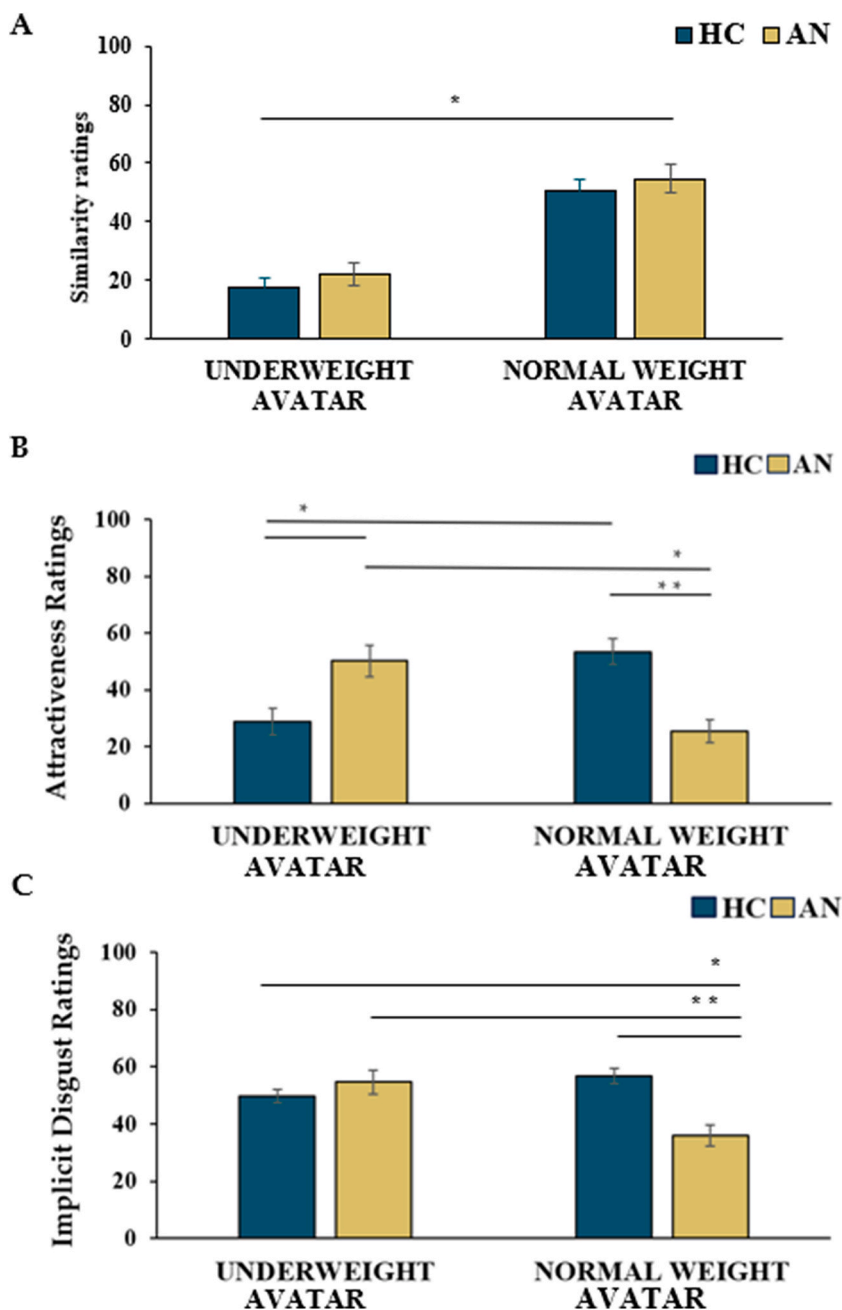 A
HC AN
Similarity ratings
100
80
60
40
20
0
*
UNDERWEIGHT NORMAL WEIGHT
AVATAR AVATAR
B
HC AN
Attractiveness Ratings
100
80
60
40
20
0
*
*
**
UNDERWEIGHT NORMAL WEIGHT
AVATAR AVATAR
C
HC AN
Implicit Disgust Ratings
100
80
60
40
20
0
*
**
UNDERWEIGHT NORMAL WEIGHT
AVATAR AVATAR